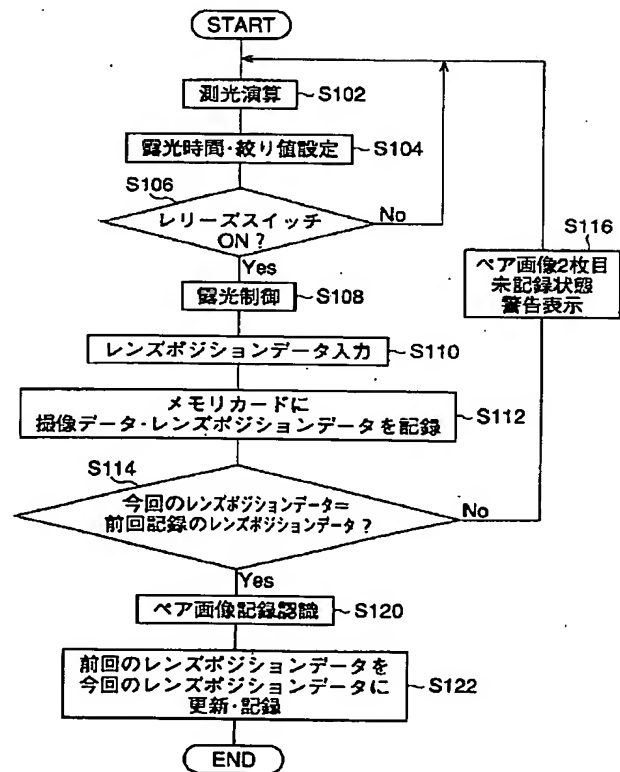 START
測光演算
S102
露光時間・絞り値設定
S104
S106
レリーズスイッチ
ON?
No
Yes
S116
ペア画像2枚目
未記録状態
警告表示
露光制御
S108
レンズポジションデータ入力
S110
メモリカードに
撮像データ・レンズポジションデータを記録
S112
S114
今回のレンズポジションデータ=
前回記録のレンズポジションデータ?
No
Yes
ペア画像記録認識
S120
前回のレンズポジションデータを
今回のレンズポジションデータに
更新・記録
S122
END